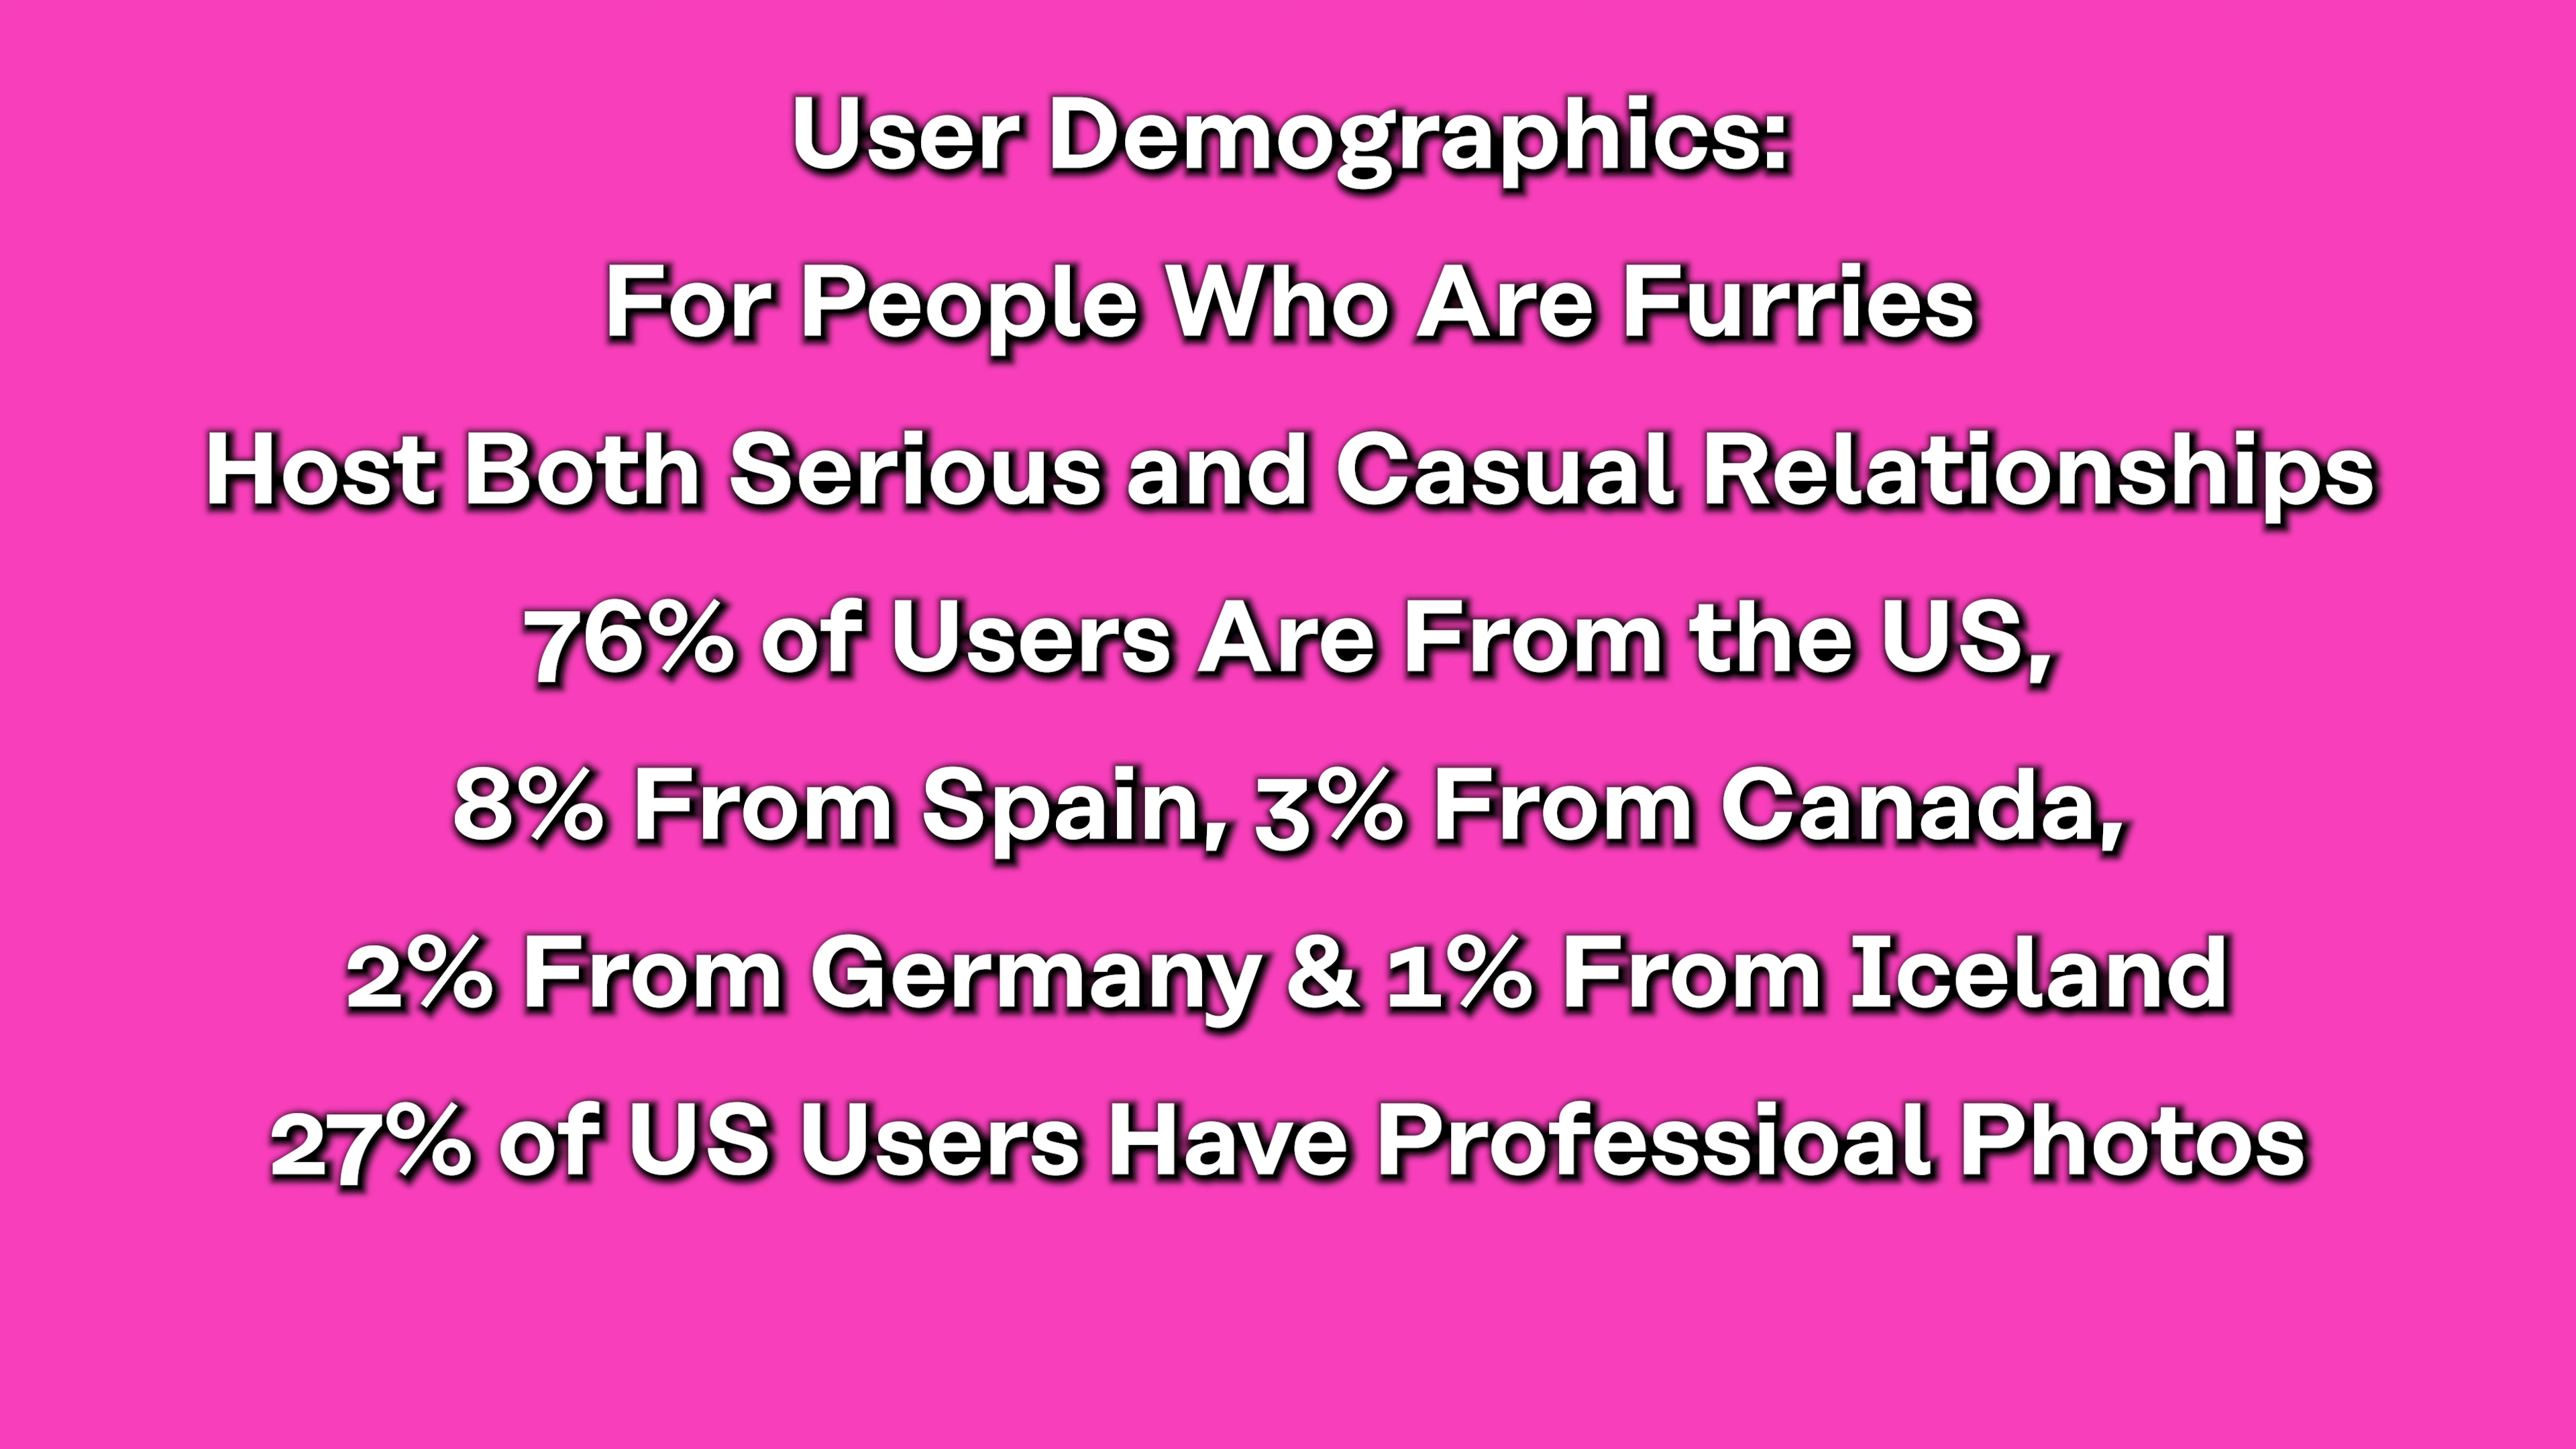 User Demographics:
For People Who Are Furries
Host Both Serious and Casual Relationships
76% of Users Are From the US,
8% From Spain, 3% From Canada,
2% From Germany & 1% From Iceland
27% of US Users Have Professioal Photos